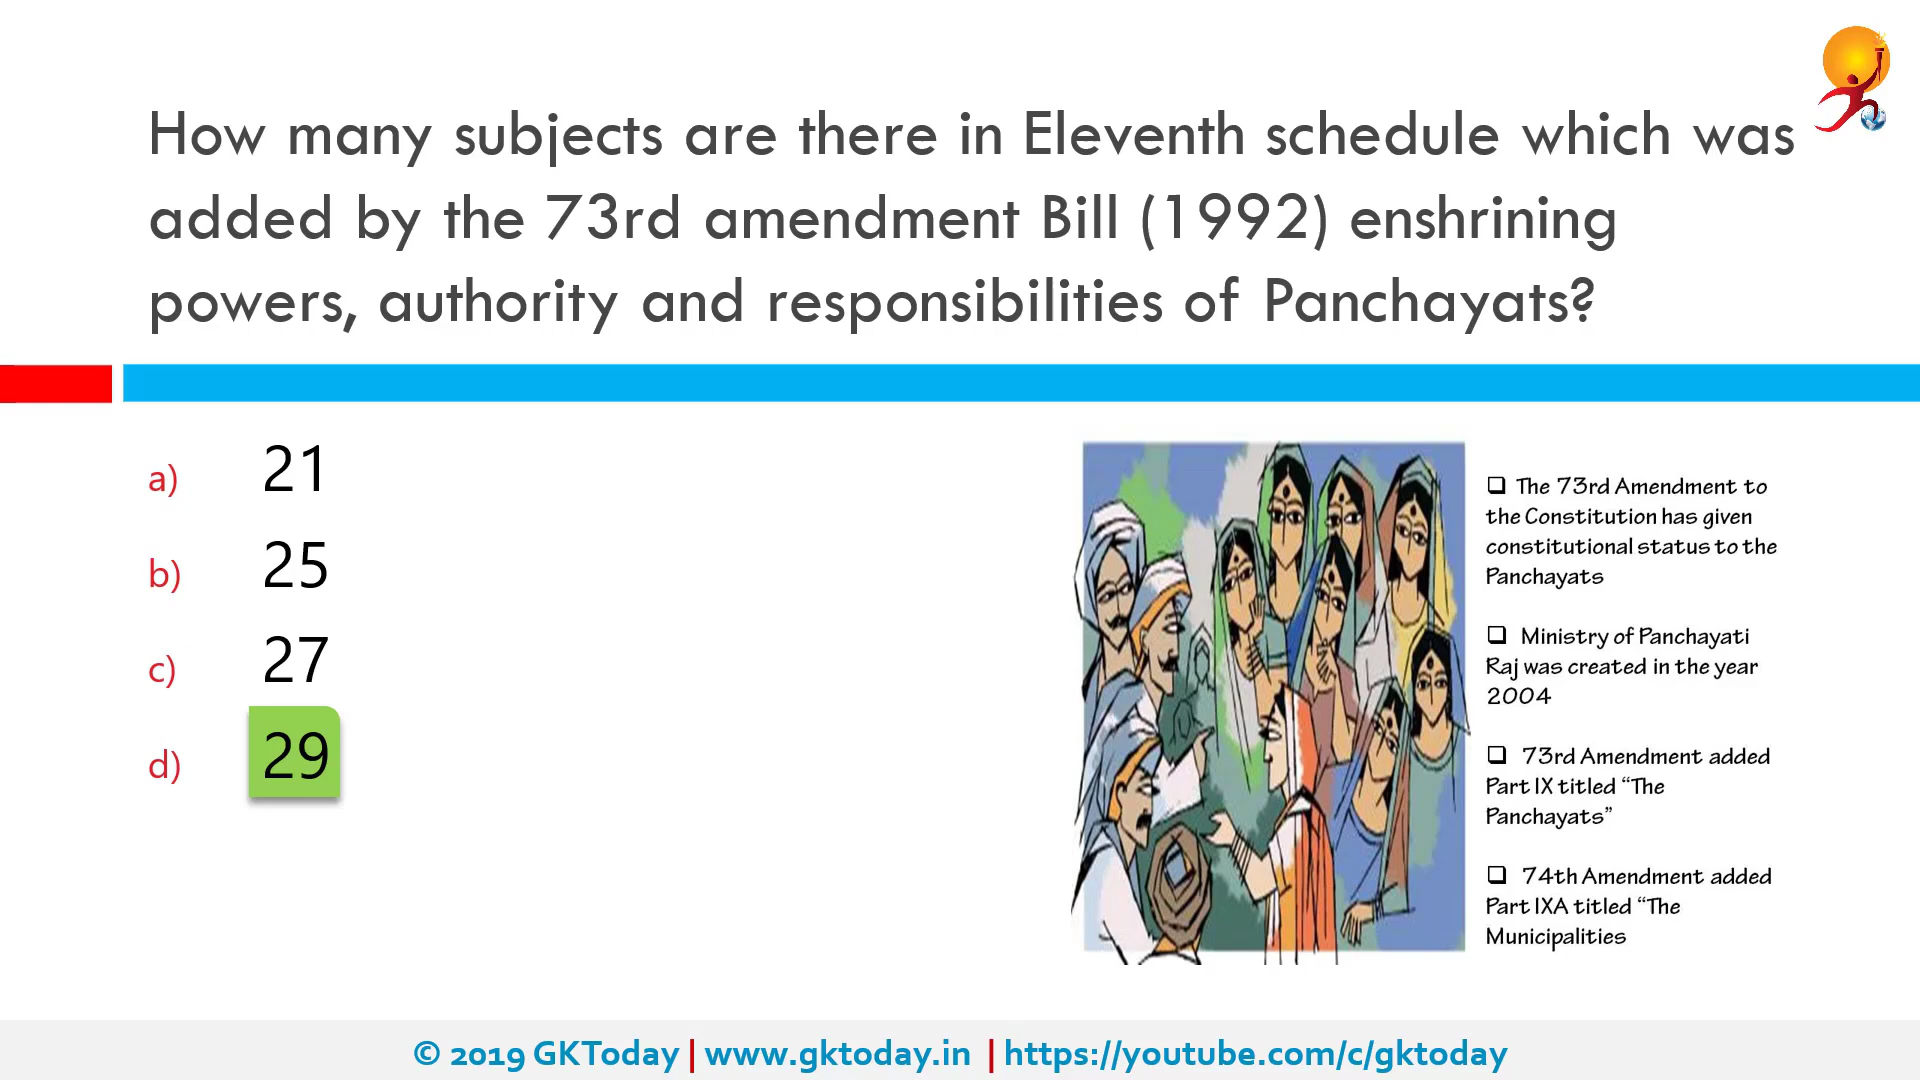 How many subjects are there in Eleventh schedule which was
added by the 73rd amendment Bill (1992) enshrining
powers, authority and responsibilities of Panchayats?
a) 21
b) 25
c) 27
d) 29
❑ The 73rd Amendment to
the Constitution has given
constitutional status to the
Panchayats
❑ Ministry of Panchayati
Raj was created in the year
2004
❑ 73rd Amendment added
Part IX titled “The
Panchayats”
❑ 74th Amendment added
Part IXA titled “The
Municipalities
© 2019 GKToday | www.gktoday.in | https://youtube.com/c/gktoday